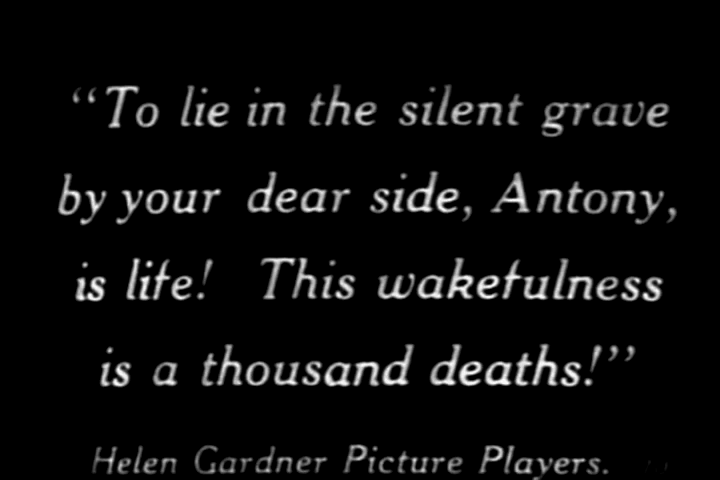 “To lie in the silent grave
by your dear side, Antony,
is life! This wakefulness
is a thousand deaths!”
Helen Gardner Picture Players.